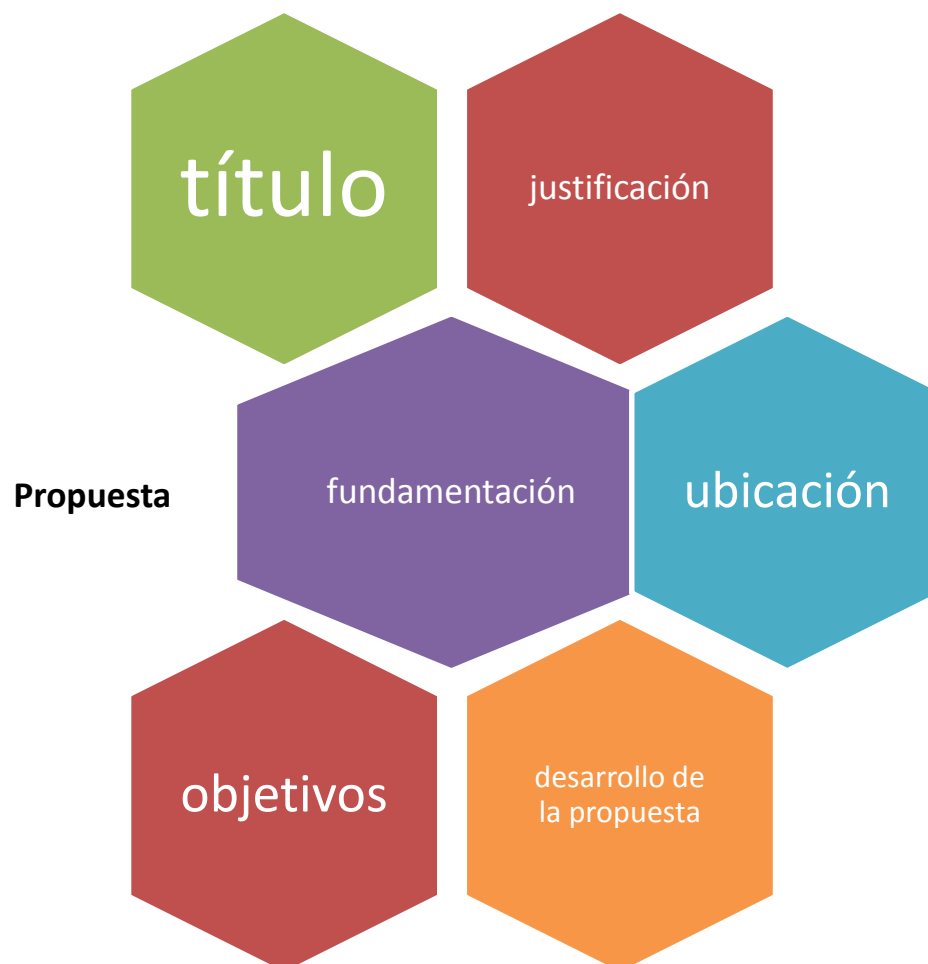 título
justificación
Propuesta
fundamentación
ubicación
objetivos
desarrollo de
la propuesta